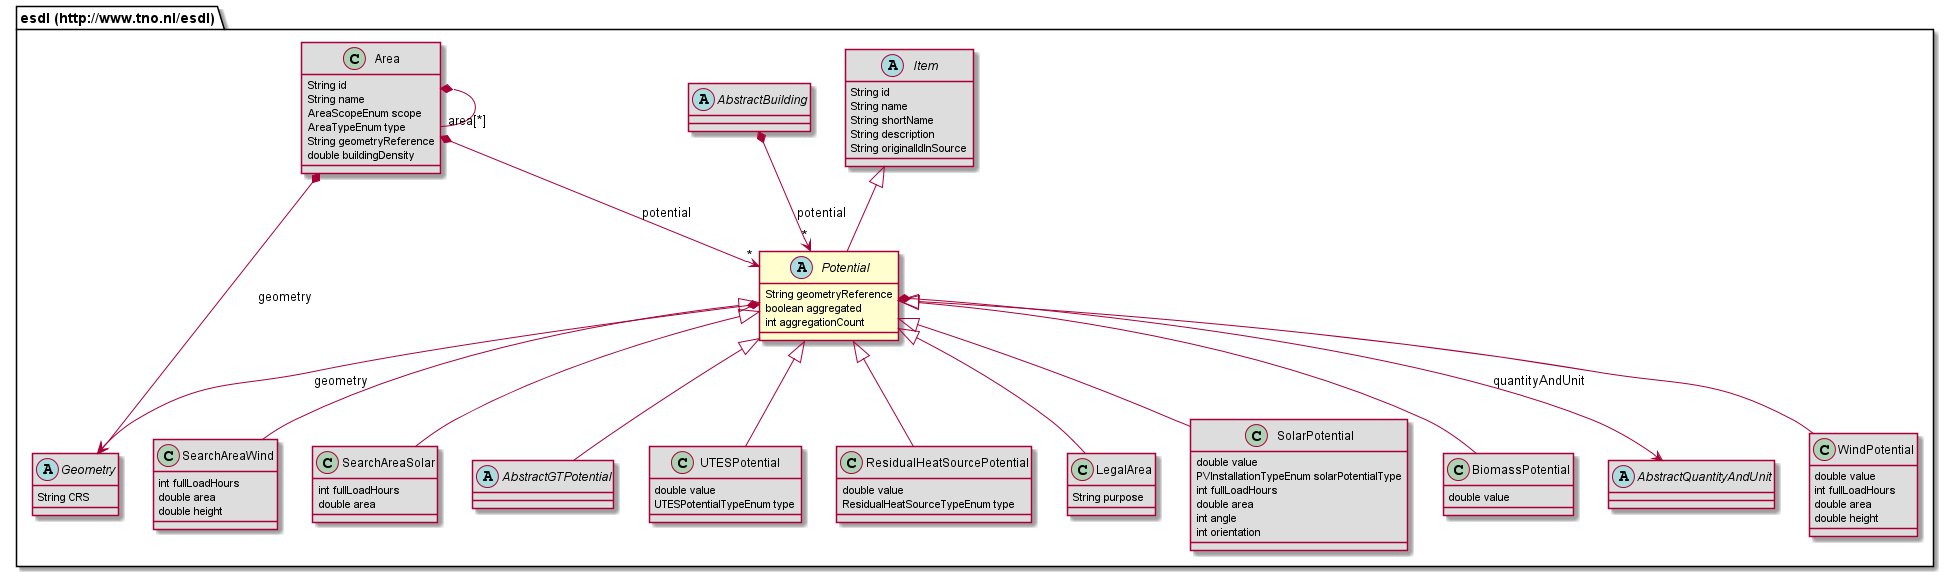 esdl (http://www.tno.nl/esdl)
C Area
String id
String name
AreaScopeEnum scope
AreaTypeEnum type
String geometryReference
double buildingDensity
area[*]
A AbstractBuilding
A Item
String id
String name
String shortName
String description
String originalIdInSource
potential
*
potential
*
geometry
A Potential
String geometryReference
boolean aggregated
int aggregationCount
geometry
quantityAndUnit
A Geometry
String CRS
C SearchAreaWind
int fullLoadHours
double area
double height
C SearchAreaSolar
int fullLoadHours
double area
A AbstractGTPotential
C UTESPotential
double value
UTESPotentialTypeEnum type
C ResidualHeatSourcePotential
double value
ResidualHeatSourceTypeEnum type
C LegalArea
String purpose
C SolarPotential
double value
PVInstallationTypeEnum solarPotentialType
int fullLoadHours
double area
int angle
int orientation
C BiomassPotential
double value
A AbstractQuantityAndUnit
C WindPotential
double value
int fullLoadHours
double area
double height